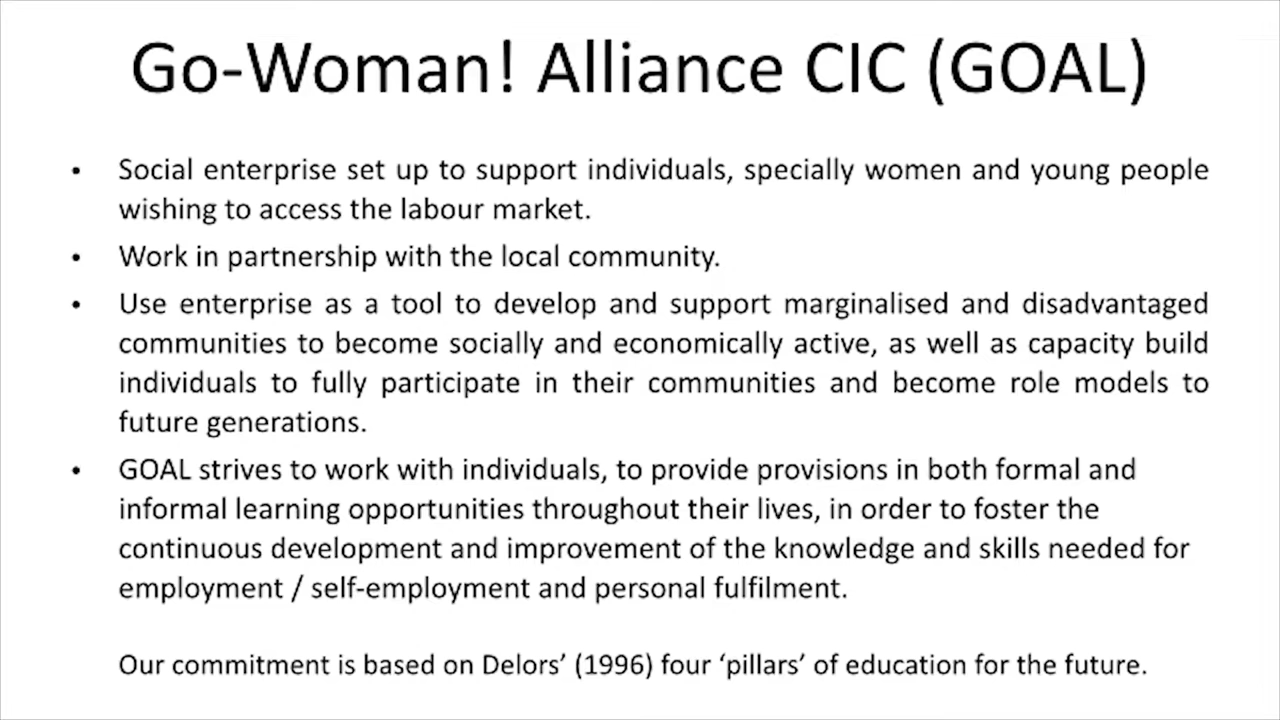 Go-Woman! Alliance CIC (GOAL)
• Social enterprise set up to support individuals, specially women and young people
wishing to access the labour market.
• Work in partnership with the local community.
• Use enterprise as a tool to develop and support marginalised and disadvantaged
communities to become socially and economically active, as well as capacity build
individuals to fully participate in their communities and become role models to
future generations.
• GOAL strives to work with individuals, to provide provisions in both formal and
informal learning opportunities throughout their lives, in order to foster the
continuous development and improvement of the knowledge and skills needed for
employment / self-employment and personal fulfilment.
Our commitment is based on Delors’ (1996) four ‘pillars’ of education for the future.